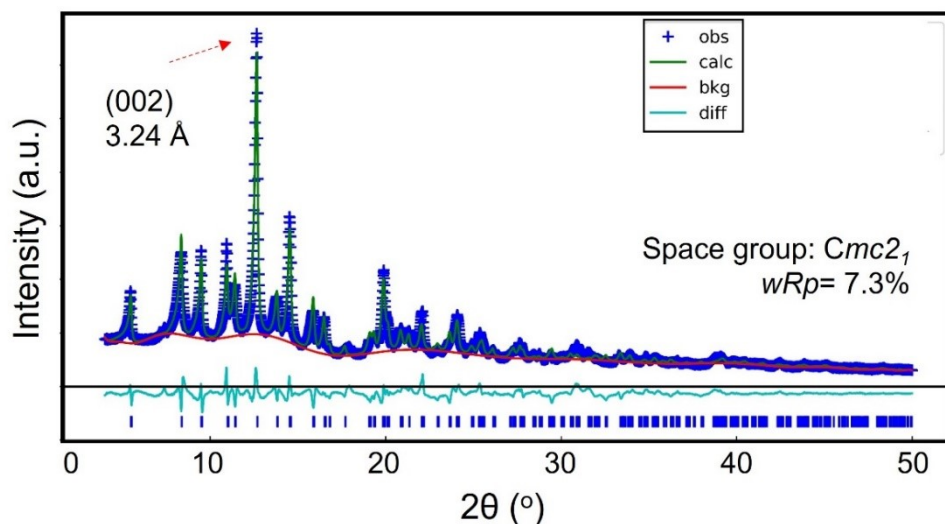 (002)
3.24 Å
obs
calc
bkg
diff
Space group: Cmc2₁
wRp= 7.3%
Intensity (a.u.)
0 10 20 30 40 50
2θ (°)